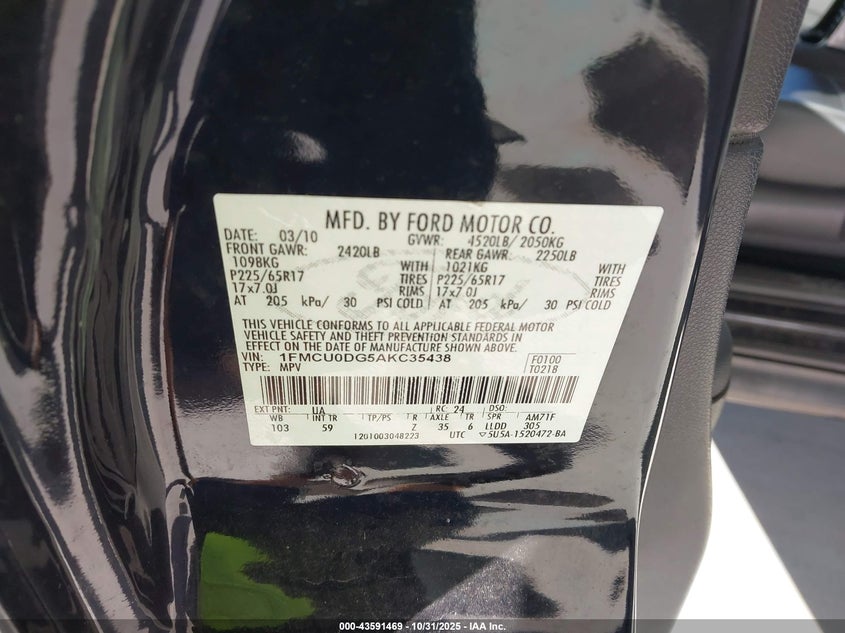 MFD. BY FORD MOTOR CO.
DATE: 03/10 GVWR: 4520LB/ 2050KG
FRONT GAWR: 2420LB REAR GAWR: 2250LB
1098KG WITH 1021KG WITH
P225/65R17 TIRES P225/65R17 TIRES
17x7.0J RIMS 17x7.0J RIMS
AT 205 kPa/ 30 PSI COLD AT 205 kPa/ 30 PSI COLD
THIS VEHICLE CONFORMS TO ALL APPLICABLE FEDERAL MOTOR
VEHICLE SAFETY AND THEFT PREVENTION STANDARDS IN
EFFECT ON THE DATE OF MANUFACTURE SHOWN ABOVE.
VIN: 1FMCU0DG5AKC35438 F0100
TYPE: MPV T0218
EXT PNT: UA RC: 24 DSO:
WB INT TR TP/PS R AXLE TR SPR AM71F
103 59 Z 35 6 LLDD 305
1201003048223 UTC ▽5U5A-1520472-BA
000-43591469 • 10/31/2025 • IAA Inc.